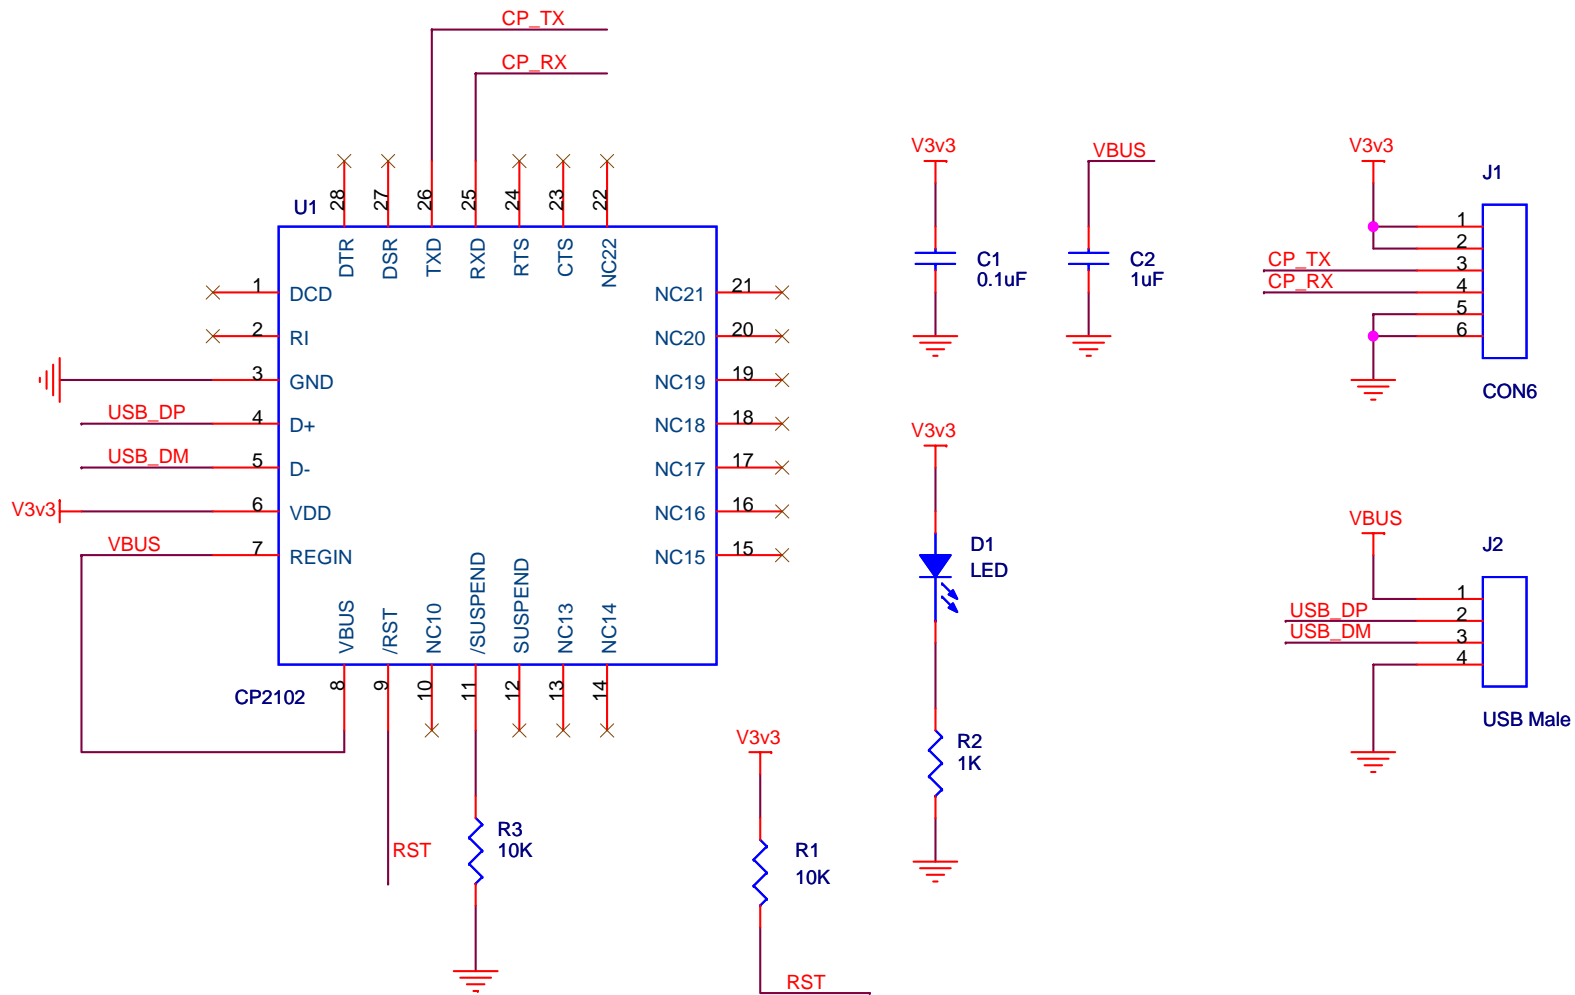 CP_TX
CP_RX
U1
28
27
26
25
24
23
22
DTR
DSR
TXD
RXD
RTS
CTS
NC22
1 DCD
2 RI
3 GND
USB_DP 4 D+
USB_DM 5 D-
V3v3 6 VDD
VBUS 7 REGIN
NC21 21
NC20 20
NC19 19
NC18 18
NC17 17
NC16 16
NC15 15
VBUS
/RST
NC10
/SUSPEND
SUSPEND
NC13
NC14
8
9
10
11
12
13
14
CP2102
RST
R3
10K
V3v3
R1
10K
RST
V3v3
C1
0.1uF
VBUS
C2
1uF
V3v3
D1
LED
R2
1K
V3v3
J1
1
2
CP_TX 3
CP_RX 4
5
6
CON6
VBUS
J2
1
USB_DP 2
USB_DM 3
4
USB Male